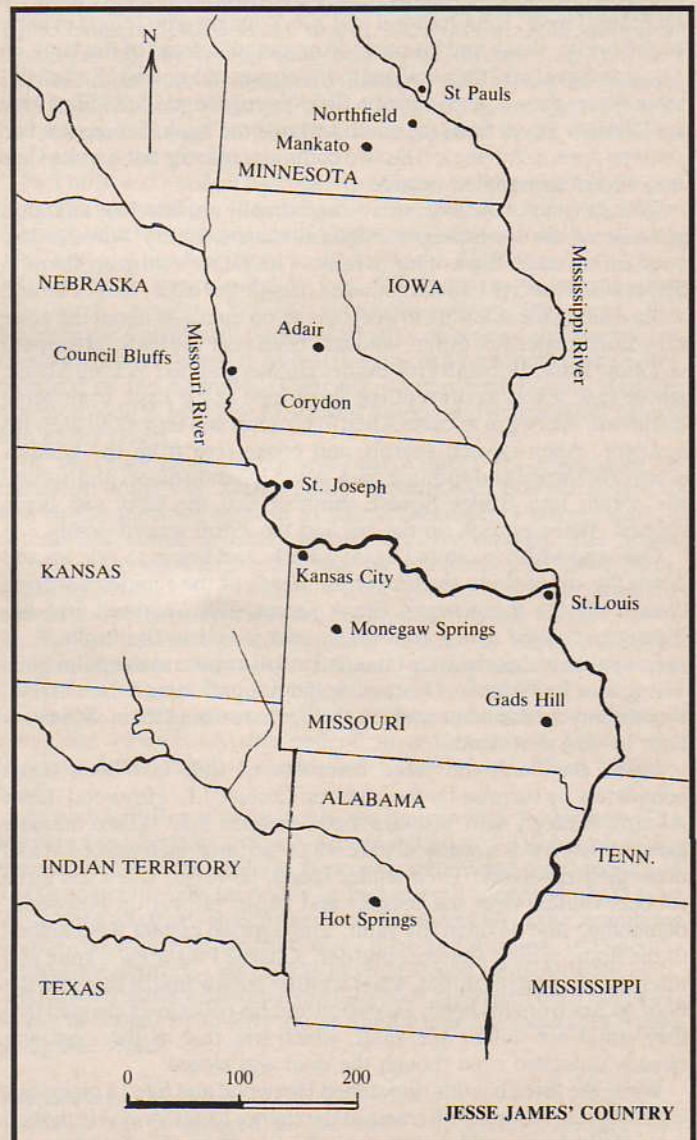 N
St Pauls
Northfield
Mankato
MINNESOTA
Mississippi River
IOWA
NEBRASKA
Missouri River
Adair
Council Bluffs
Corydon
St. Joseph
KANSAS
Kansas City
St.Louis
Monegaw Springs
Gads Hill
MISSOURI
ALABAMA
TENN.
INDIAN TERRITORY
Hot Springs
TEXAS
MISSISSIPPI
0 100 200
JESSE JAMES' COUNTRY